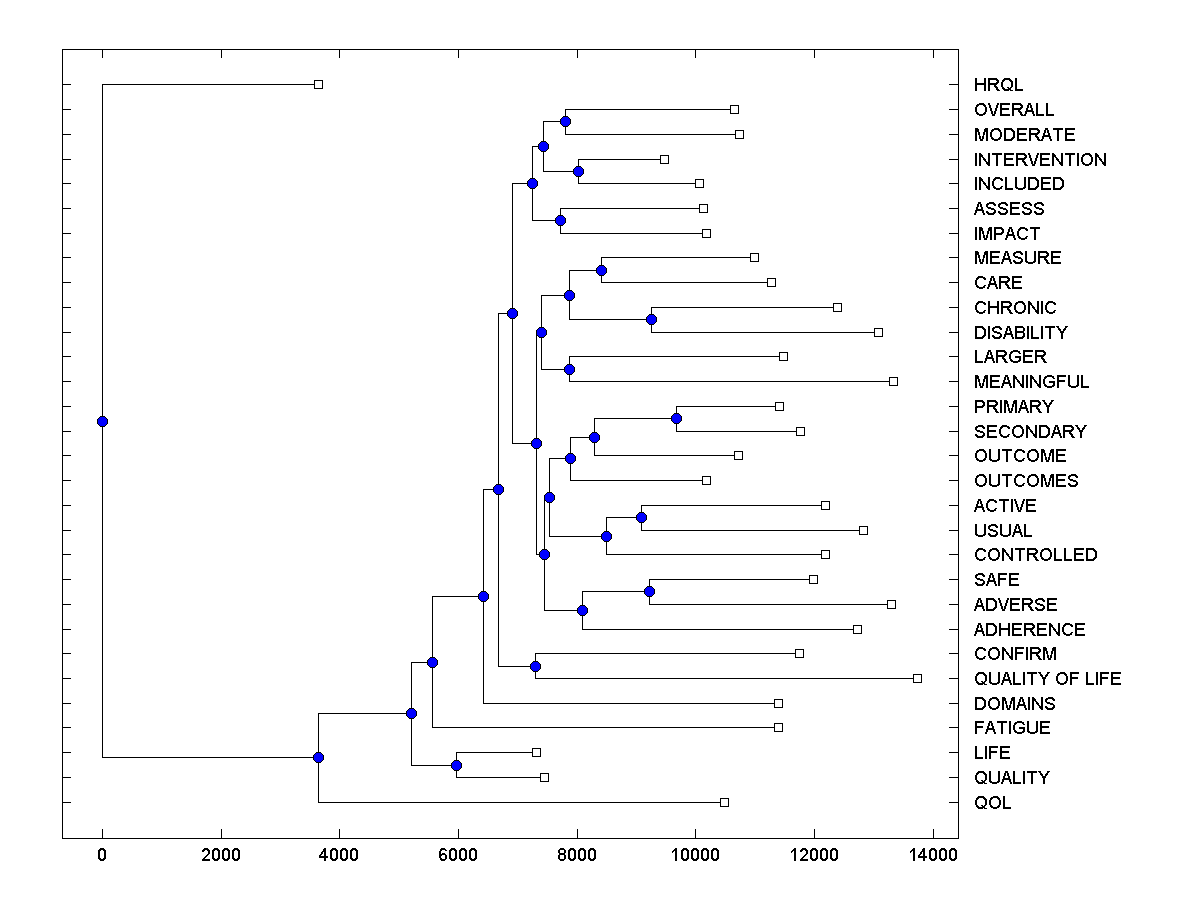 HRQL
OVERALL
MODERATE
INTERVENTION
INCLUDED
ASSESS
IMPACT
MEASURE
CARE
CHRONIC
DISABILITY
LARGER
MEANINGFUL
PRIMARY
SECONDARY
OUTCOME
OUTCOMES
ACTIVE
USUAL
CONTROLLED
SAFE
ADVERSE
ADHERENCE
CONFIRM
QUALITY OF LIFE
DOMAINS
FATIGUE
LIFE
QUALITY
QOL
0 2000 4000 6000 8000 10000 12000 14000